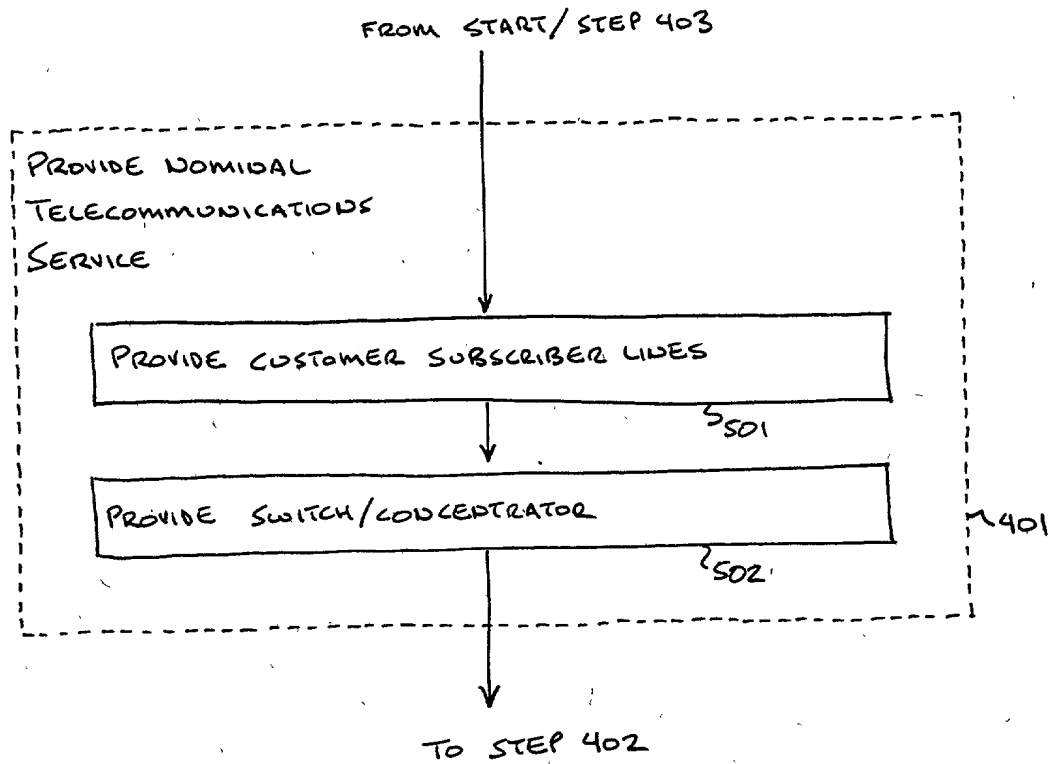 FROM START/STEP 403
PROVIDE NOMINAL
TELECOMMUNICATIONS
SERVICE
PROVIDE CUSTOMER SUBSCRIBER LINES
501
PROVIDE SWITCH/CONCENTRATOR
401
502
TO STEP 402